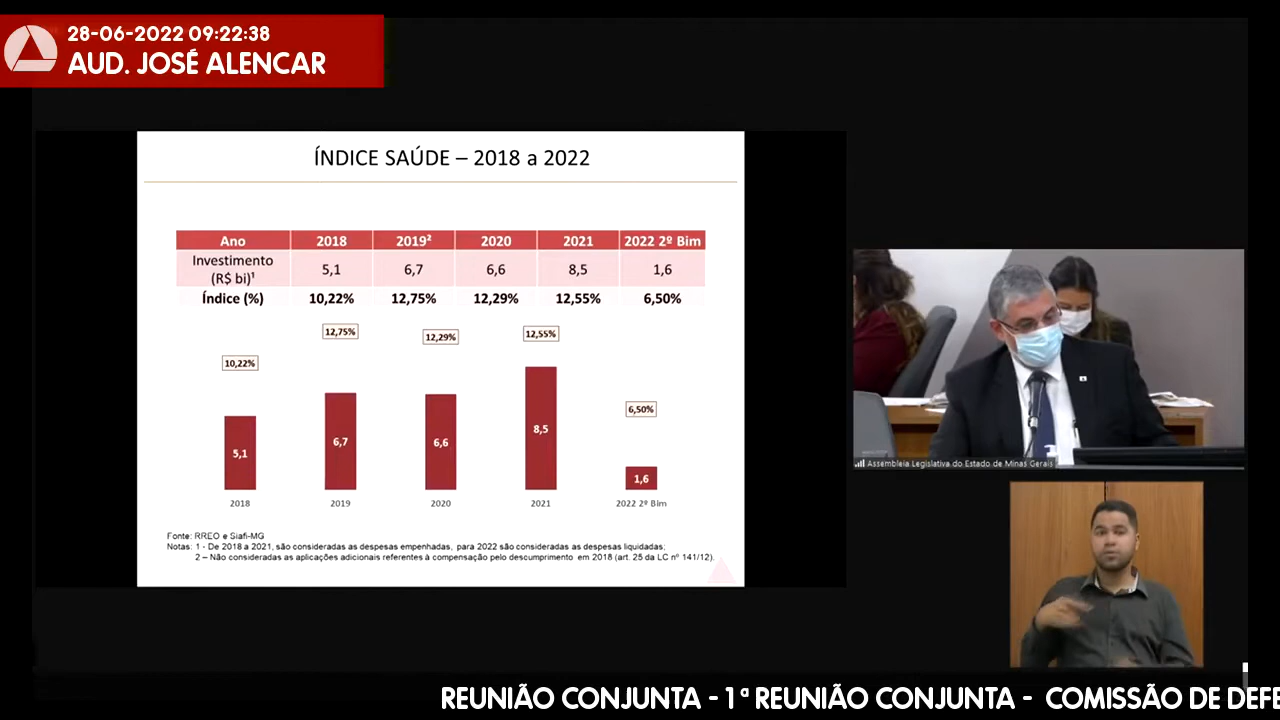 28-06-2022 09:22:38
AUD. JOSÉ ALENCAR
ÍNDICE SAÚDE – 2018 a 2022
Ano 2018 2019² 2020 2021 2022 2º Bim
Investimento (R$ bi)¹ 5,1 6,7 6,6 8,5 1,6
Índice (%) 10,22% 12,75% 12,29% 12,55% 6,50%
10,22% 12,75% 12,29% 12,55% 6,50%
5,1 6,7 6,6 8,5 1,6
2018 2019 2020 2021 2022 2º Bim
Fonte: RREO e Siafi-MG
Notas: 1 - De 2018 a 2021, são consideradas as despesas empenhadas, para 2022 são consideradas as despesas liquidadas;
2 – Não consideradas as aplicações adicionais referentes à compensação pelo descumprimento em 2018 (art. 25 da LC nº 141/12).
Assembleia Legislativa do Estado de Minas Gerais
REUNIÃO CONJUNTA - 1ª REUNIÃO CONJUNTA - COMISSÃO DE DEFE